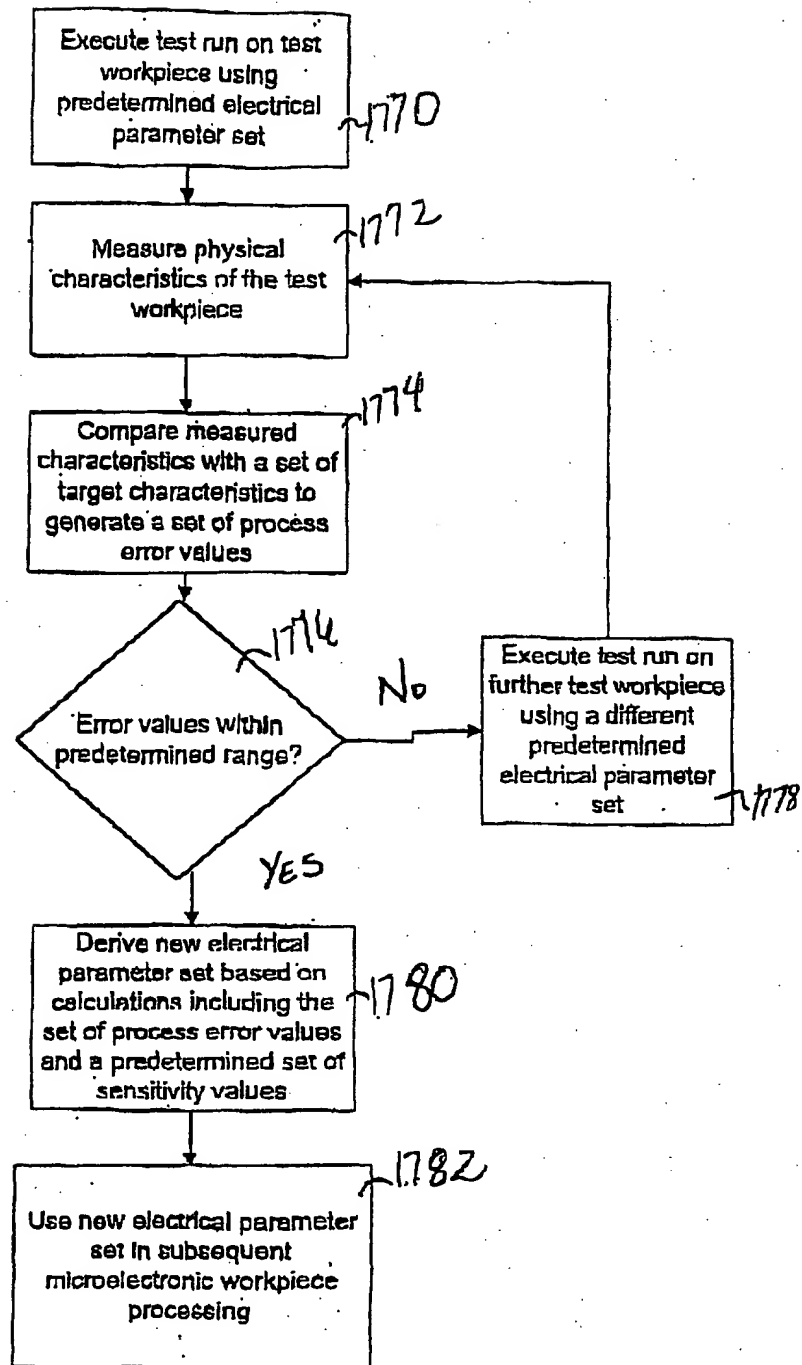 Execute test run on test
workpiece using
predetermined electrical
parameter set
1770
Measure physical
characteristics of the test
workpiece
1772
Compare measured
characteristics with a set of
target characteristics to
generate a set of process
error values
1774
Error values within
predetermined range?
1776
No
Execute test run on
further test workpiece
using a different
predetermined
electrical parameter
set
1778
YES
Derive new electrical
parameter set based on
calculations including the
set of process error values
and a predetermined set of
sensitivity values
1780
Use new electrical parameter
set in subsequent
microelectronic workpiece
processing
1782